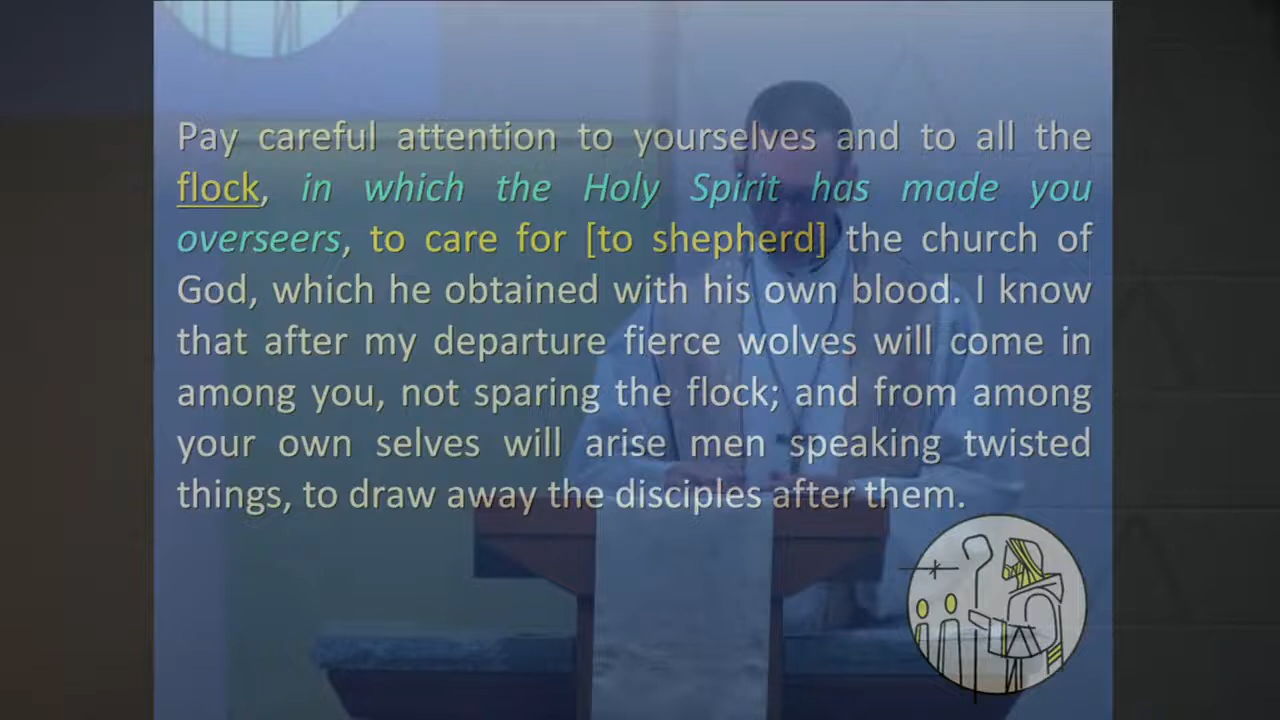 Pay careful attention to yourselves and to all the
flock, in which the Holy Spirit has made you
overseers, to care for [to shepherd] the church of
God, which he obtained with his own blood. I know
that after my departure fierce wolves will come in
among you, not sparing the flock; and from among
your own selves will arise men speaking twisted
things, to draw away the disciples after them.